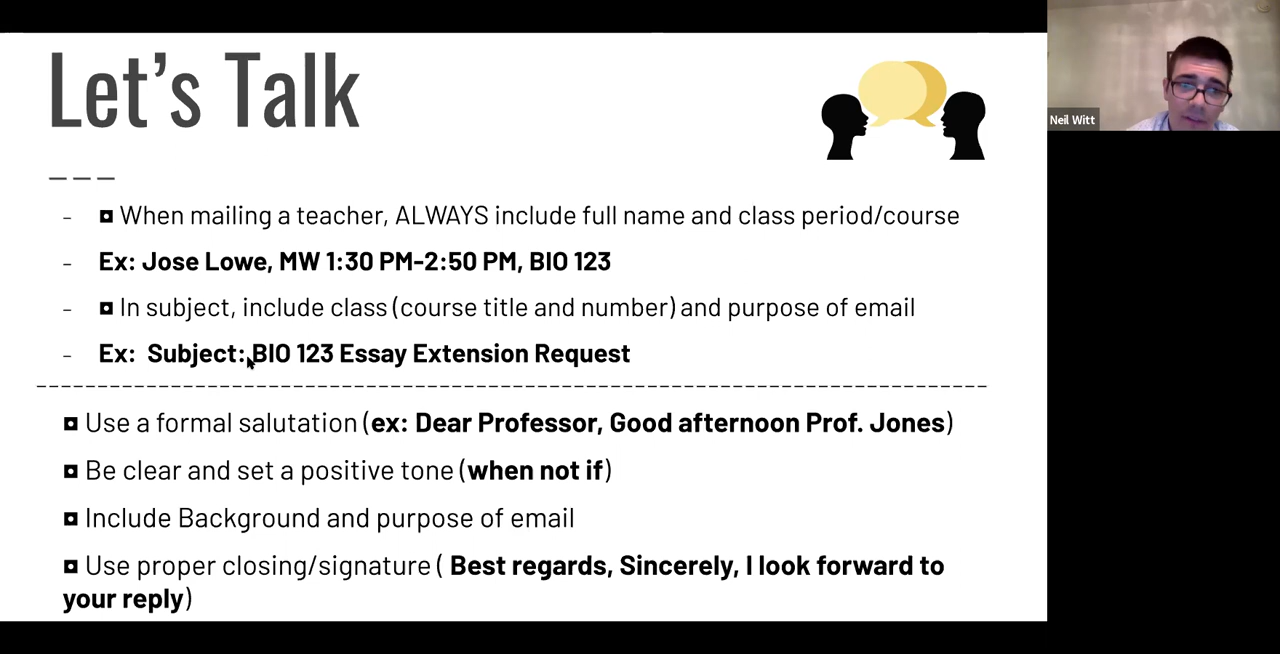 Let's Talk
– ◘ When mailing a teacher, ALWAYS include full name and class period/course
– Ex: Jose Lowe, MW 1:30 PM-2:50 PM, BIO 123
– ◘ In subject, include class (course title and number) and purpose of email
– Ex: Subject: BIO 123 Essay Extension Request
◘ Use a formal salutation (ex: Dear Professor, Good afternoon Prof. Jones)
◘ Be clear and set a positive tone (when not if)
◘ Include Background and purpose of email
◘ Use proper closing/signature ( Best regards, Sincerely, I look forward to
your reply)
Neil Witt